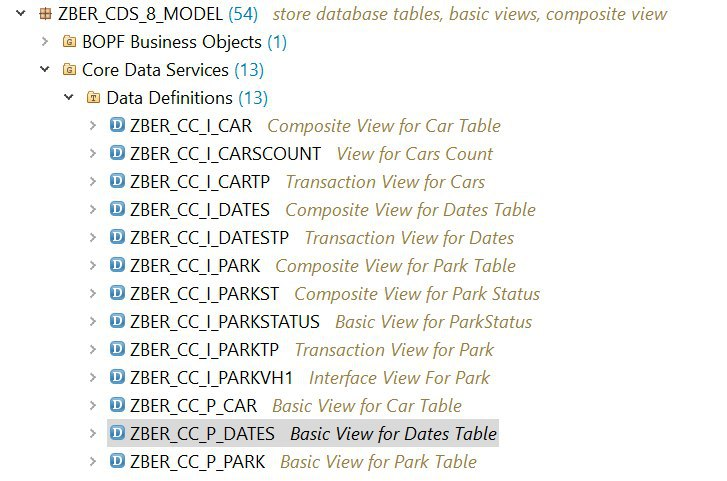 ZBER_CDS_8_MODEL (54) store database tables, basic views, composite view
BOPF Business Objects (1)
Core Data Services (13)
Data Definitions (13)
ZBER_CC_I_CAR Composite View for Car Table
ZBER_CC_I_CARSCOUNT View for Cars Count
ZBER_CC_I_CARTP Transaction View for Cars
ZBER_CC_I_DATES Composite View for Dates Table
ZBER_CC_I_DATESTP Transaction View for Dates
ZBER_CC_I_PARK Composite View for Park Table
ZBER_CC_I_PARKST Composite View for Park Status
ZBER_CC_I_PARKSTATUS Basic View for ParkStatus
ZBER_CC_I_PARKTP Transaction View for Park
ZBER_CC_I_PARKVH1 Interface View For Park
ZBER_CC_P_CAR Basic View for Car Table
ZBER_CC_P_DATES Basic View for Dates Table
ZBER_CC_P_PARK Basic View for Park Table